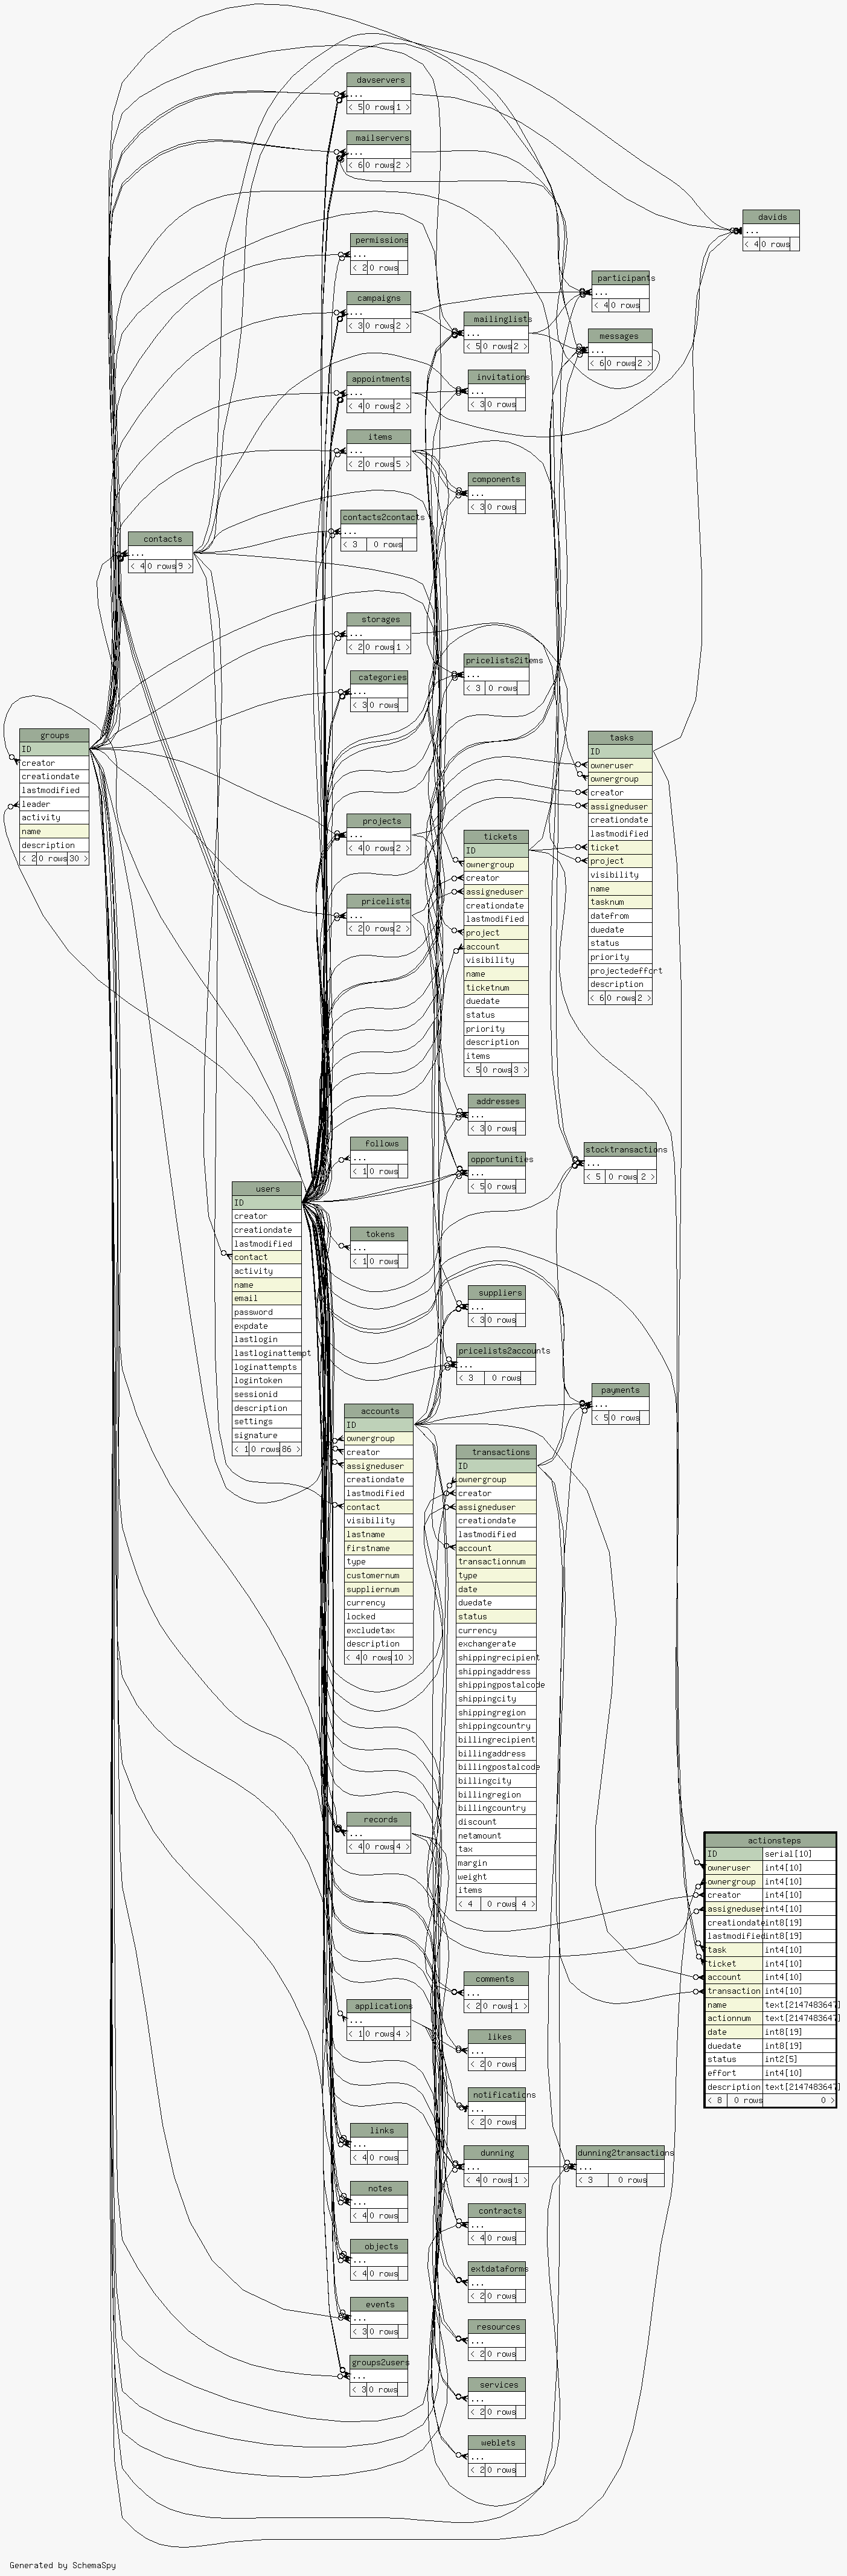 davservers
...
< 5 0 rows 1 >
mailservers
...
< 6 0 rows 2 >
davids
...
< 4 0 rows
permissions
...
< 2 0 rows
participants
...
< 4 0 rows
campaigns
...
< 3 0 rows 2 >
mailinglists
...
< 5 0 rows 2 >
messages
...
< 6 0 rows 2 >
appointments
...
< 4 0 rows 2 >
invitations
...
< 3 0 rows
items
...
< 2 0 rows 5 >
components
...
< 3 0 rows
contacts2contacts
...
< 3 0 rows
contacts
...
< 4 0 rows 9 >
storages
...
< 2 0 rows 1 >
pricelists2items
...
< 3 0 rows
categories
...
< 3 0 rows
groups
ID
creator
creationdate
lastmodified
leader
activity
name
description
< 2 0 rows 30 >
tasks
ID
owneruser
ownergroup
creator
assigneduser
creationdate
lastmodified
ticket
project
visibility
name
tasknum
datefrom
duedate
status
priority
projectedeffort
description
< 6 0 rows 2 >
projects
...
< 4 0 rows 2 >
pricelists
...
< 2 0 rows 2 >
tickets
ID
ownergroup
creator
assigneduser
creationdate
lastmodified
project
account
visibility
name
ticketnum
duedate
status
priority
description
items
< 5 0 rows 3 >
addresses
...
< 3 0 rows
follows
...
< 1 0 rows
opportunities
...
< 5 0 rows
stocktransactions
...
< 5 0 rows 2 >
users
ID
creator
creationdate
lastmodified
contact
activity
name
email
password
expdate
lastlogin
lastloginattempt
loginattempts
logintoken
sessionid
description
settings
signature
< 1 0 rows 86 >
tokens
...
< 1 0 rows
suppliers
...
< 3 0 rows
pricelists2accounts
...
< 3 0 rows
payments
...
< 5 0 rows
accounts
ID
ownergroup
creator
assigneduser
creationdate
lastmodified
contact
visibility
lastname
firstname
type
customernum
suppliernum
currency
locked
excludetax
description
< 4 0 rows 10 >
transactions
ID
ownergroup
creator
assigneduser
creationdate
lastmodified
account
transactionnum
type
date
duedate
status
currency
exchangerate
shippingrecipient
shippingaddress
shippingpostalcode
shippingcity
shippingregion
shippingcountry
billingrecipient
billingaddress
billingpostalcode
billingcity
billingregion
billingcountry
discount
netamount
tax
margin
weight
items
< 4 0 rows 4 >
records
...
< 4 0 rows 4 >
actionsteps
ID serial[10]
owneruser int4[10]
ownergroup int4[10]
creator int4[10]
assigneduser int4[10]
creationdate int8[19]
lastmodified int8[19]
task int4[10]
ticket int4[10]
account int4[10]
transaction int4[10]
name text[2147483647]
actionnum text[2147483647]
date int8[19]
duedate int8[19]
status int2[5]
effort int4[10]
description text[2147483647]
< 8 0 rows 0 >
comments
...
< 2 0 rows 1 >
applications
...
< 1 0 rows 4 >
likes
...
< 2 0 rows
notifications
...
< 2 0 rows
links
...
< 4 0 rows
dunning
...
< 4 0 rows 1 >
dunning2transactions
...
< 3 0 rows
notes
...
< 4 0 rows
contracts
...
< 4 0 rows
objects
...
< 4 0 rows
extdataforms
...
< 2 0 rows
events
...
< 3 0 rows
resources
...
< 2 0 rows
groups2users
...
< 3 0 rows
services
...
< 2 0 rows
weblets
...
< 2 0 rows
Generated by SchemaSpy